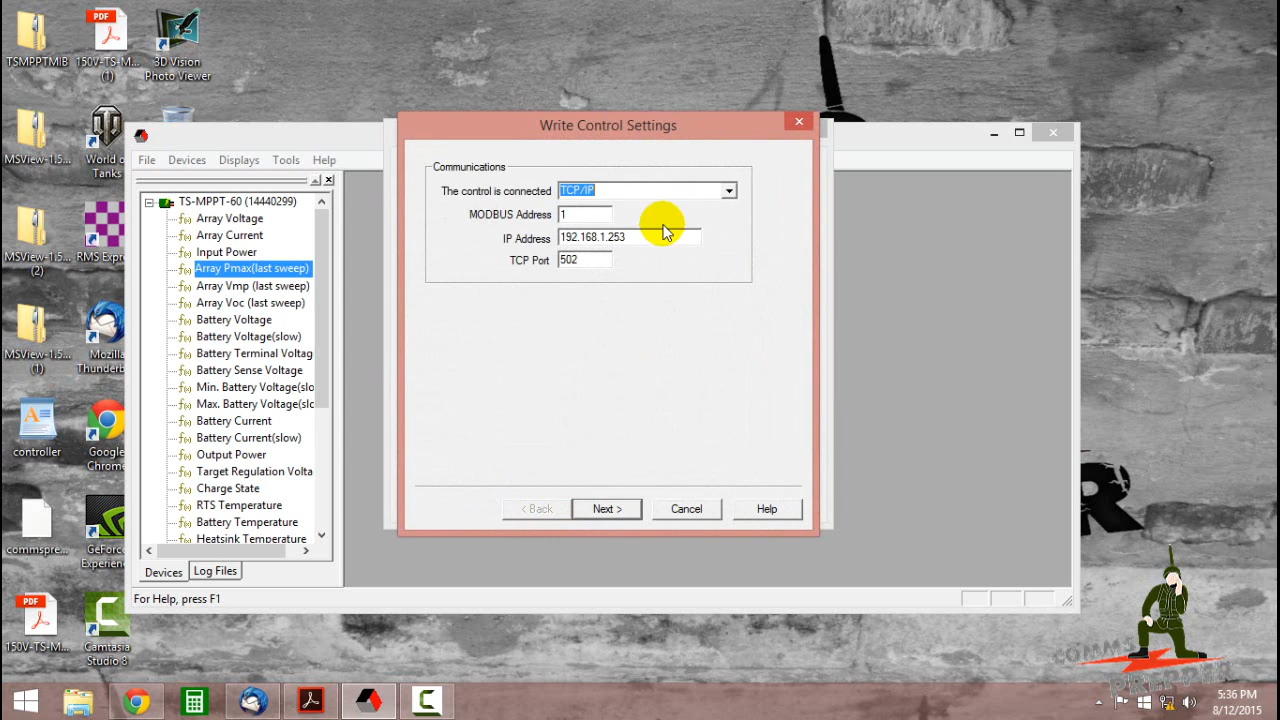 TSMPPTMIB
PDF
150V-TS-M...
(1)
3D Vision
Photo Viewer
MSView-1.5...
World of
Tanks
MSView-1.5...
(2)
RMS Expr
MSView-1.5...
(1)
Mozilla
Thunderb
controller
Google
Chrome
commspre...
GeForce
Experien
PDF
150V-TS-M...
Camtasia
Studio 8
File
Devices
Displays
Tools
Help
TS-MPPT-60 (14440299)
Array Voltage
Array Current
Input Power
Array Pmax(last sweep)
Array Vmp (last sweep)
Array Voc (last sweep)
Battery Voltage
Battery Voltage(slow)
Battery Terminal Voltag
Battery Sense Voltage
Min. Battery Voltage(slo
Max. Battery Voltage(slc
Battery Current
Battery Current(slow)
Output Power
Target Regulation Volta
Charge State
RTS Temperature
Battery Temperature
Heatsink Temperature
Devices
Log Files
For Help, press F1
Write Control Settings
Communications
The control is connected TCP/IP
MODBUS Address 1
IP Address 192.168.1.253
TCP Port 502
< Back
Next >
Cancel
Help
R
COMMS
5:36 PM
8/12/2015